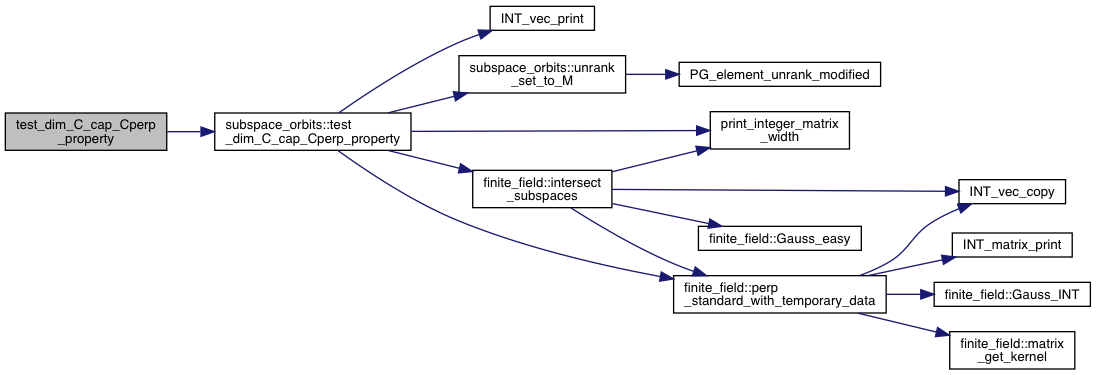 test_dim_C_cap_Cperp
_property
subspace_orbits::test
_dim_C_cap_Cperp_property
INT_vec_print
subspace_orbits::unrank
_set_to_M
PG_element_unrank_modified
print_integer_matrix
_width
finite_field::intersect
_subspaces
INT_vec_copy
finite_field::Gauss_easy
INT_matrix_print
finite_field::perp
_standard_with_temporary_data
finite_field::Gauss_INT
finite_field::matrix
_get_kernel